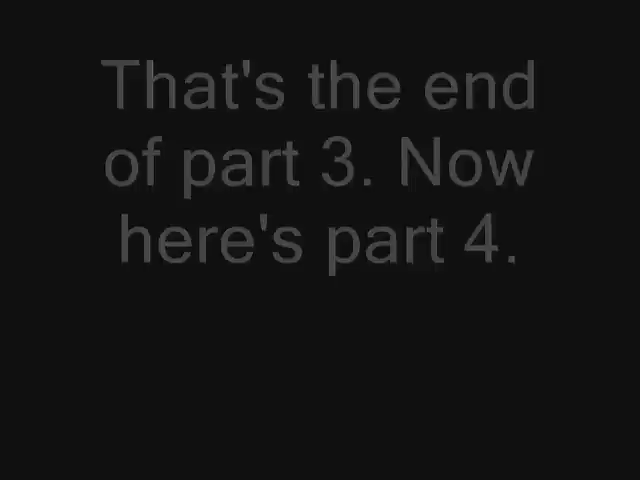 That's the end
of part 3. Now
here's part 4.